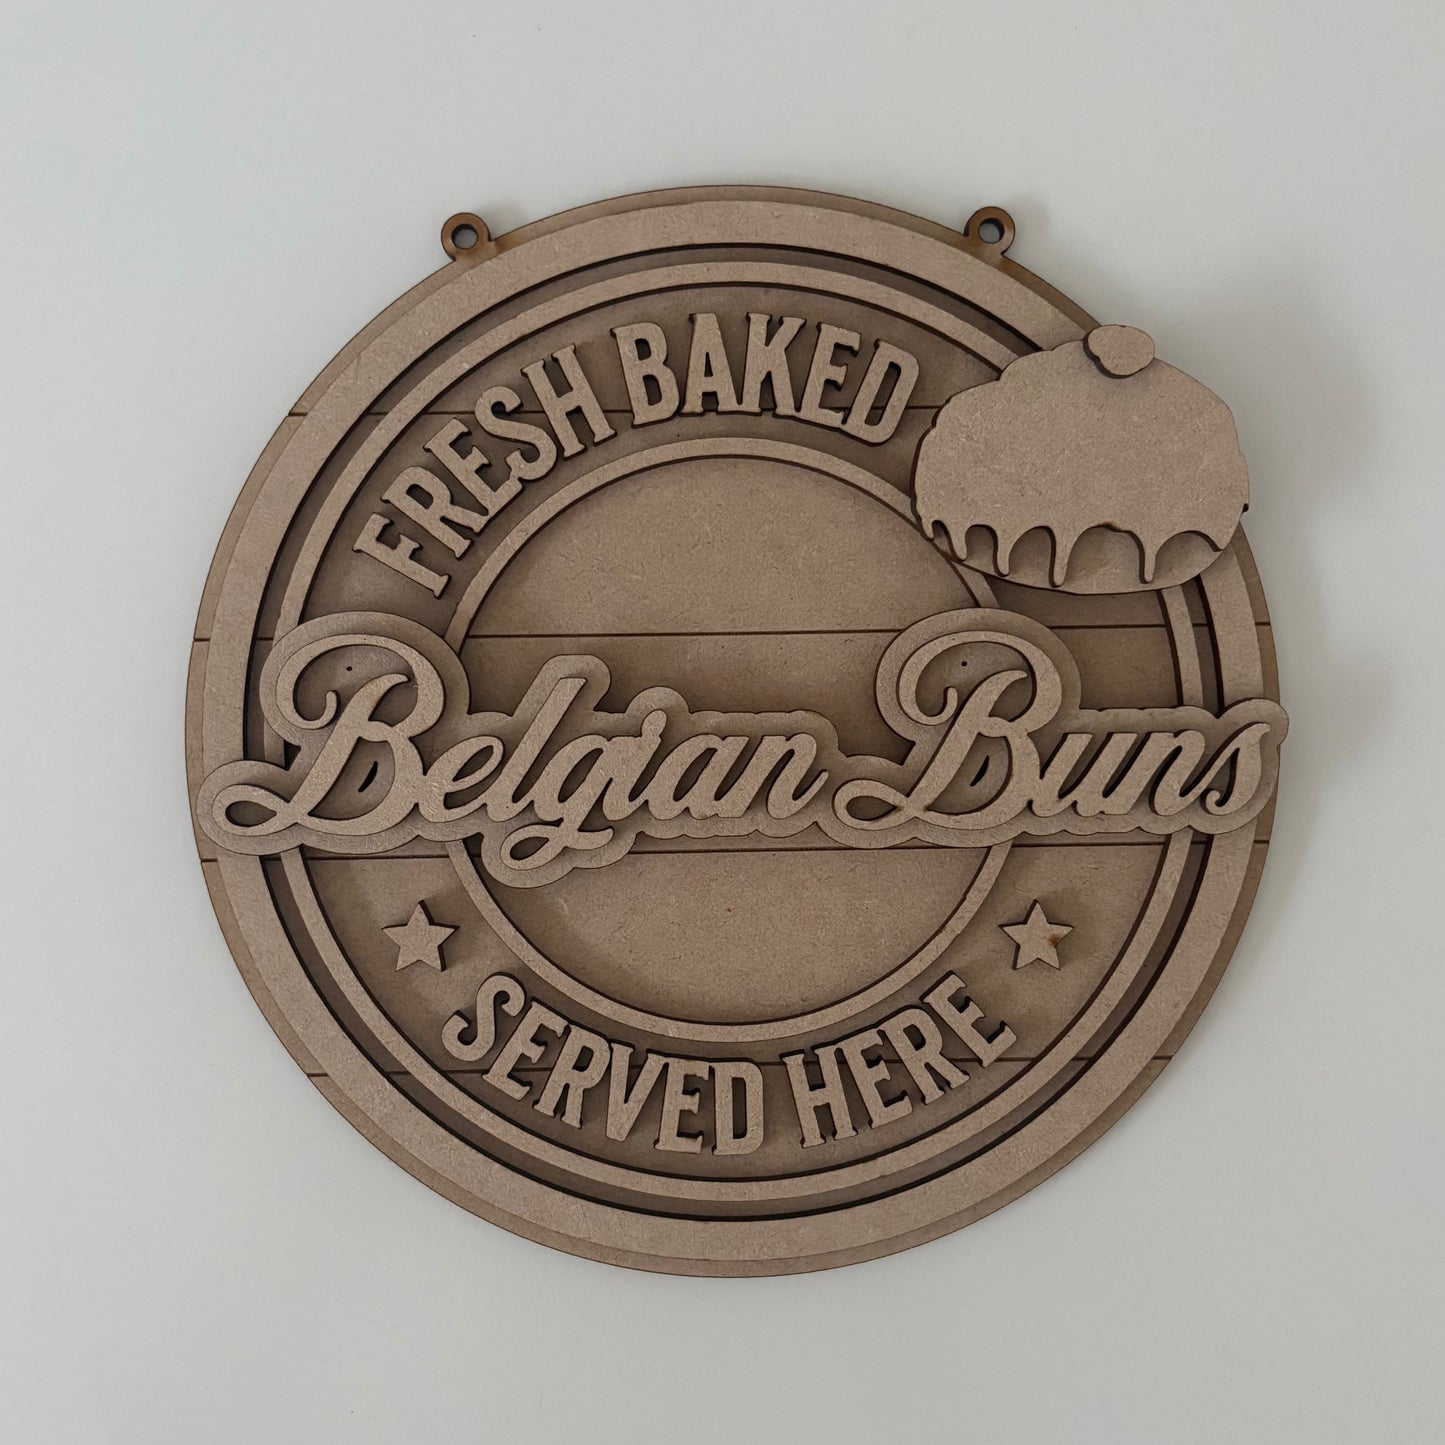 FRESH BAKED
Belgian Buns
SERVED HERE